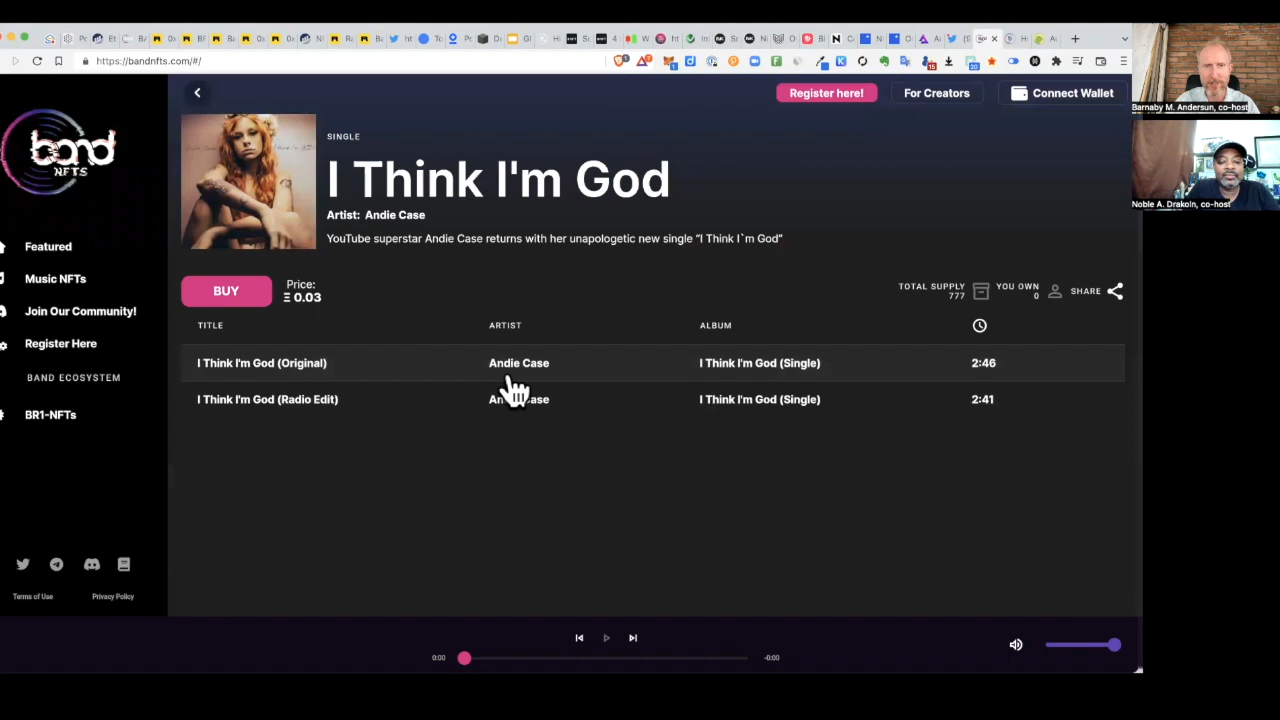 https://bandnfts.com/#/
Register here!
For Creators
Connect Wallet
Barnaby M. Andersun, co-host
Noble A. Drakoln, co-host
band
NFTS
SINGLE
I Think I'm God
Artist: Andie Case
YouTube superstar Andie Case returns with her unapologetic new single “I Think I`m God”
Featured
Music NFTs
Join Our Community!
Register Here
BAND ECOSYSTEM
BR1-NFTs
BUY
Price:
Ξ 0.03
TOTAL SUPPLY
777
YOU OWN
0
SHARE
TITLE ARTIST ALBUM
I Think I'm God (Original) Andie Case I Think I'm God (Single) 2:46
I Think I'm God (Radio Edit) I Think I'm God (Single) 2:41
Terms of Use Privacy Policy
0:00 -0:00